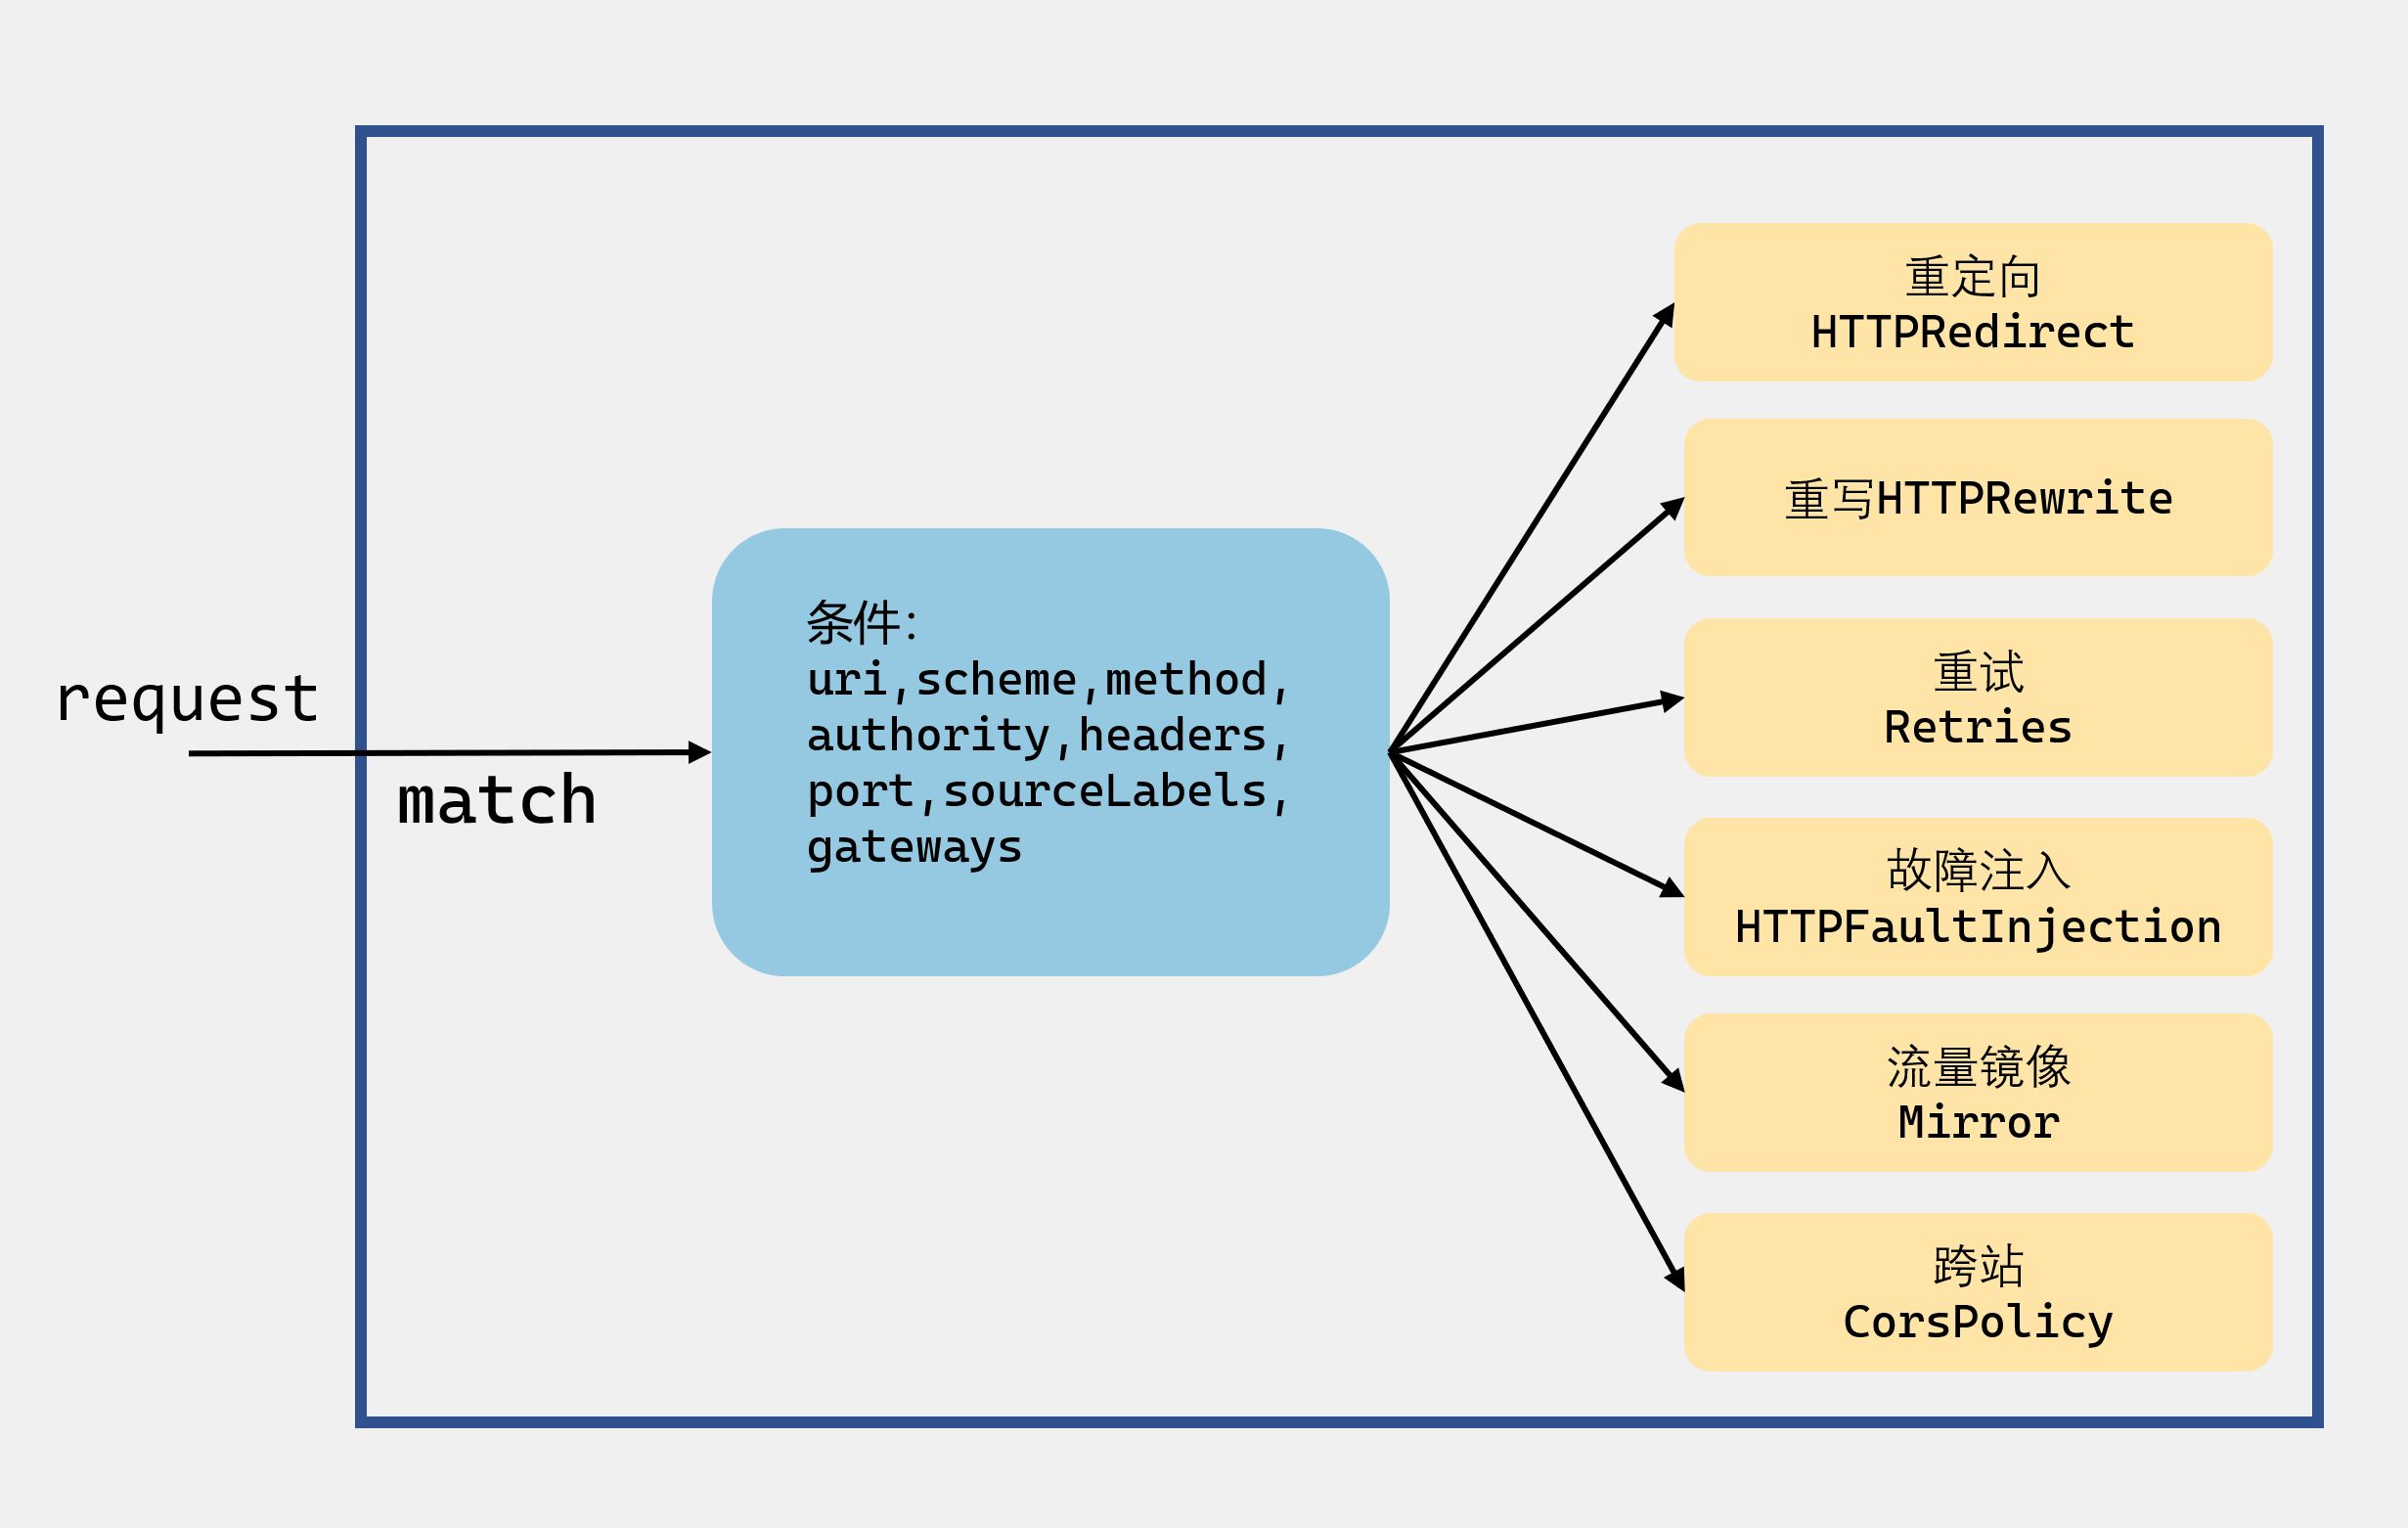 request
match
条件：
uri,scheme,method,
authority,headers,
port,sourceLabels,
gateways
重定向
HTTPRedirect
重写HTTPRewrite
重试
Retries
故障注入
HTTPFaultInjection
流量镜像
Mirror
跨站
CorsPolicy